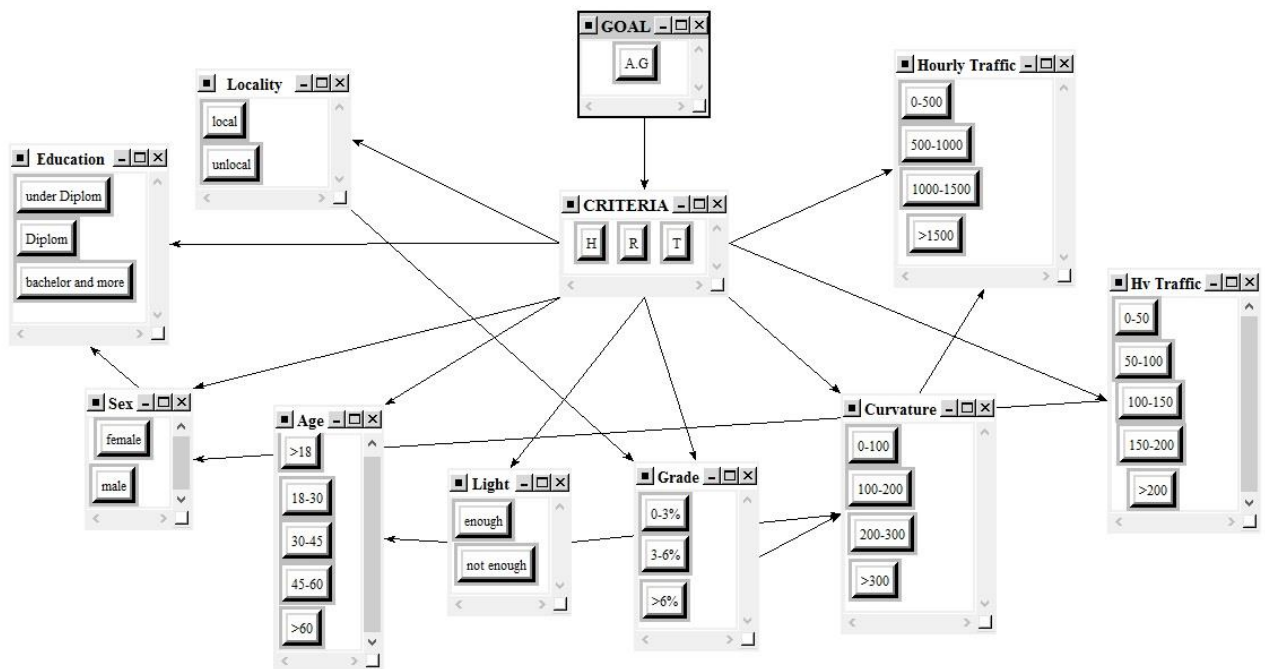 GOAL
A.G
Locality
local
unlocal
Hourly Traffic
0-500
500-1000
1000-1500
>1500
Education
under Diplom
Diplom
bachelor and more
CRITERIA
H R T
Hv Traffic
0-50
50-100
100-150
150-200
>200
Sex
female
male
Age
>18
18-30
30-45
45-60
>60
Light
enough
not enough
Grade
0-3%
3-6%
>6%
Curvature
0-100
100-200
200-300
>300